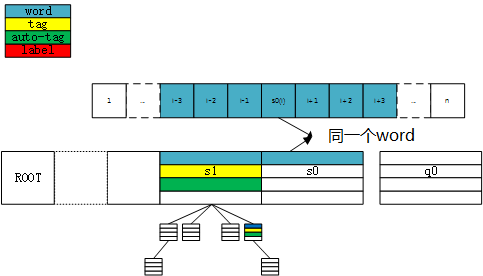 word
tag
auto-tag
label
1 ... i-3 i-2 i-1 s0(i) i+1 i+2 i+3 ... n
同一个word
ROOT s1 s0 q0